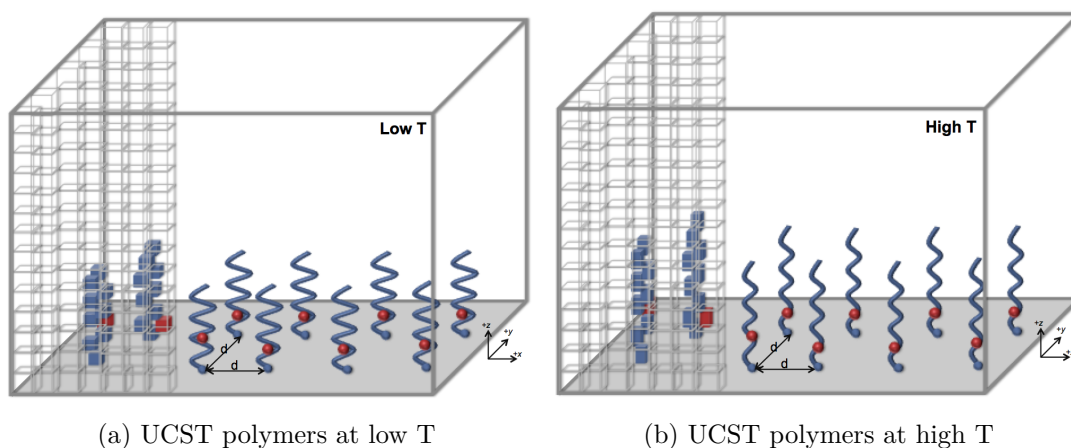 Low T
d
d
+z
+y
+x
(a) UCST polymers at low T
High T
d
+z
+y
(b) UCST polymers at high T